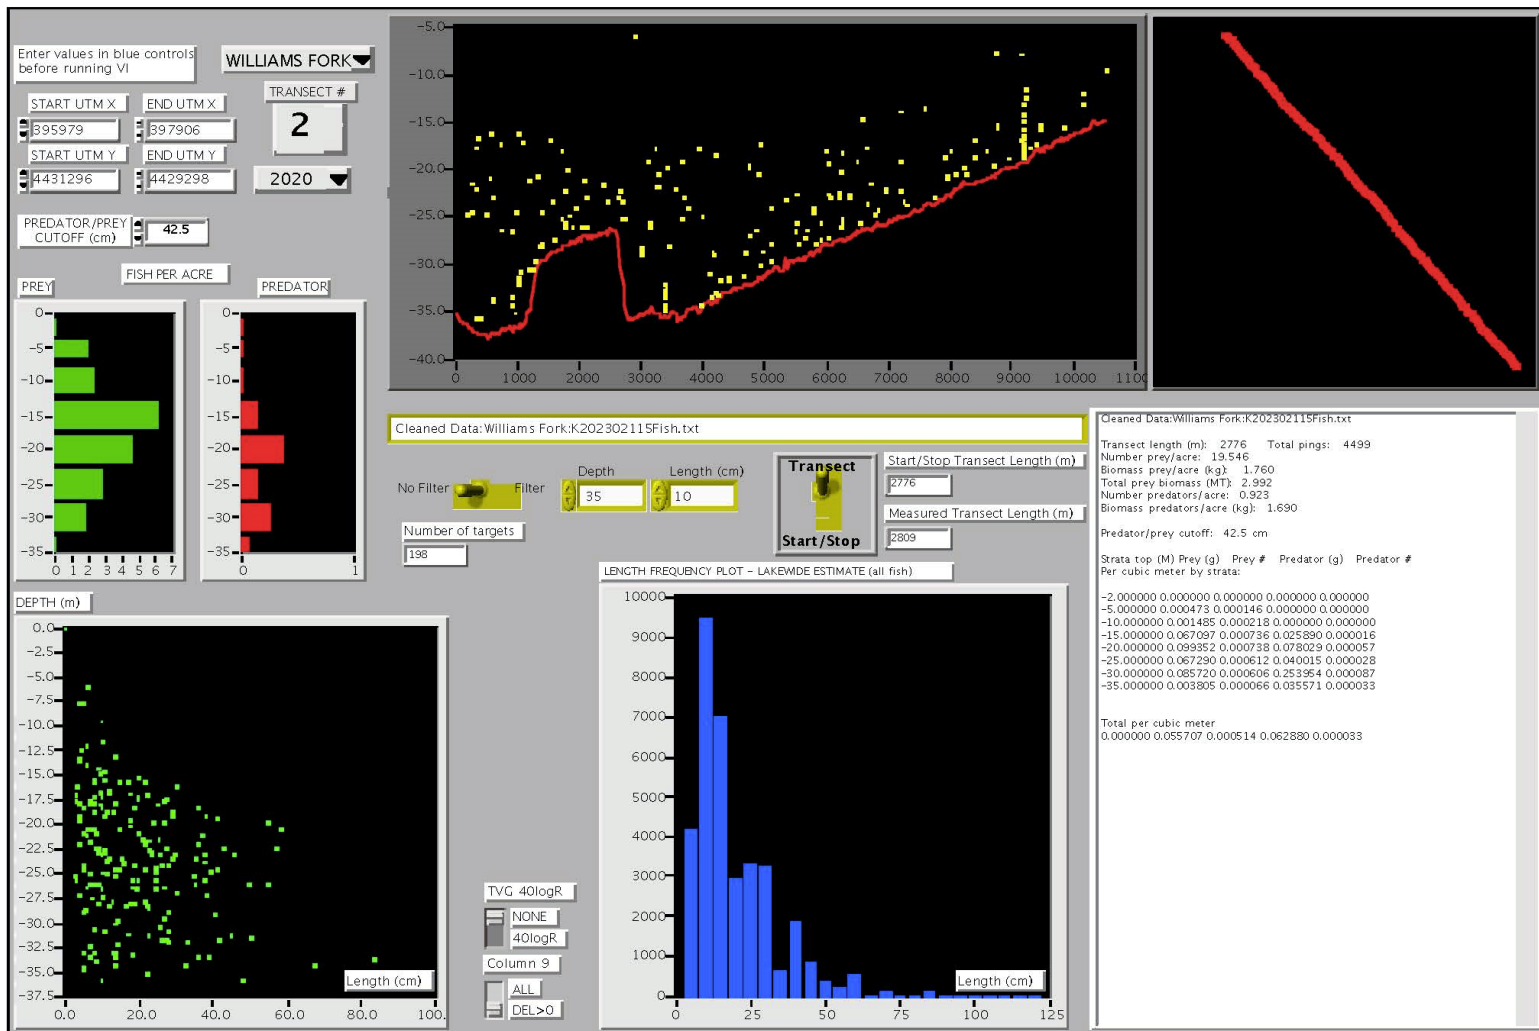 Enter values in blue controls
before running VI
WILLIAMS FORK
TRANSECT #
2
2020
START UTM X
END UTM X
395979
397906
START UTM Y
END UTM Y
4431296
4429298
PREDATOR/PREY
CUTOFF (cm)
42.5
FISH PER ACRE
PREY
PREDATOR
0
-5
-10
-15
-20
-25
-30
-35
0 1 2 3 4 5 6 7
0
-5
-10
-15
-20
-25
-30
-35
0 1
-5.0
-10.0
-15.0
-20.0
-25.0
-30.0
-35.0
-40.0
0 1000 2000 3000 4000 5000 6000 7000 8000 9000 10000 1100
Cleaned Data:Williams Fork:K202302115Fish.txt
No Filter
Filter
Depth
35
Length (cm)
10
Number of targets
198
Transect
Start/Stop
Start/Stop Transect Length (m)
2776
Measured Transect Length (m)
2809
DEPTH (m)
0.0
-2.5
-5.0
-7.5
-10.0
-12.5
-15.0
-17.5
-20.0
-22.5
-25.0
-27.5
-30.0
-32.5
-35.0
-37.5
0.0 20.0 40.0 60.0 80.0 100.
Length (cm)
TVG 40logR
NONE
40logR
Column 9
ALL
DEL>0
LENGTH FREQUENCY PLOT - LAKEWIDE ESTIMATE (all fish)
10000
9000
8000
7000
6000
5000
4000
3000
2000
1000
0
0 25 50 75 100 125
Length (cm)
Cleaned Data:Williams Fork:K202302115Fish.txt
Transect length (m): 2776 Total pings: 4499
Number prey/acre: 19.546
Biomass prey/acre (kg): 1.760
Total prey biomass (MT): 2.992
Number predators/acre: 0.923
Biomass predators/acre (kg): 1.690
Predator/prey cutoff: 42.5 cm
Strata top (M) Prey (g) Prey # Predator (g) Predator #
Per cubic meter by strata:
-2.000000 0.000000 0.000000 0.000000 0.000000
-5.000000 0.000473 0.000146 0.000000 0.000000
-10.000000 0.001485 0.000218 0.000000 0.000000
-15.000000 0.067097 0.000736 0.025890 0.000016
-20.000000 0.099352 0.000738 0.078029 0.000057
-25.000000 0.067290 0.000612 0.040015 0.000028
-30.000000 0.085720 0.000606 0.253954 0.000087
-35.000000 0.003805 0.000066 0.035571 0.000033
Total per cubic meter
0.000000 0.055707 0.000514 0.062880 0.000033